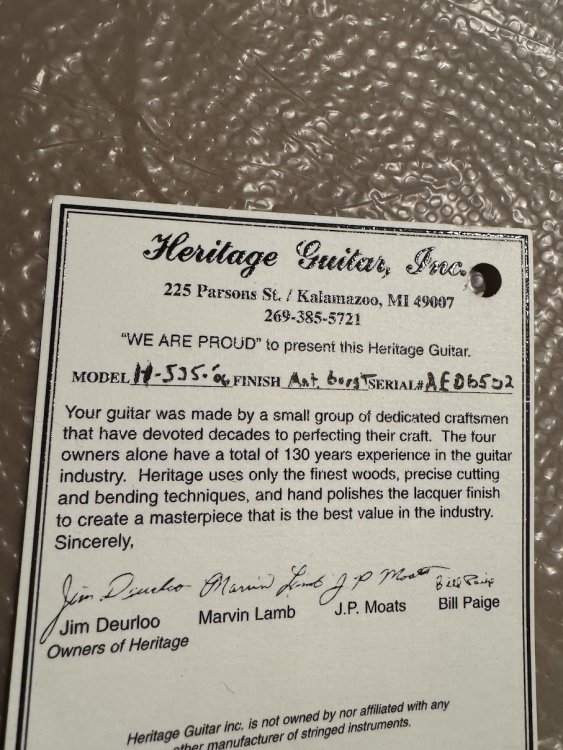 Heritage Guitar, Inc.
225 Parsons St. / Kalamazoo, MI 49007
269-385-5721
"WE ARE PROUD" to present this Heritage Guitar.
MODEL H-535- FINISH Ant. burst SERIAL# AE06502
Your guitar was made by a small group of dedicated craftsmen
that have devoted decades to perfecting their craft. The four
owners alone have a total of 130 years experience in the guitar
industry. Heritage uses only the finest woods, precise cutting
and bending techniques, and hand polishes the lacquer finish
to create a masterpiece that is the best value in the industry.
Sincerely,
Jim Deurloo Marvin Lamb J. P Moats Bill Paige
Jim Deurloo Marvin Lamb J.P. Moats Bill Paige
Owners of Heritage
Heritage Guitar inc. is not owned by nor affiliated with any
other manufacturer of stringed instruments.